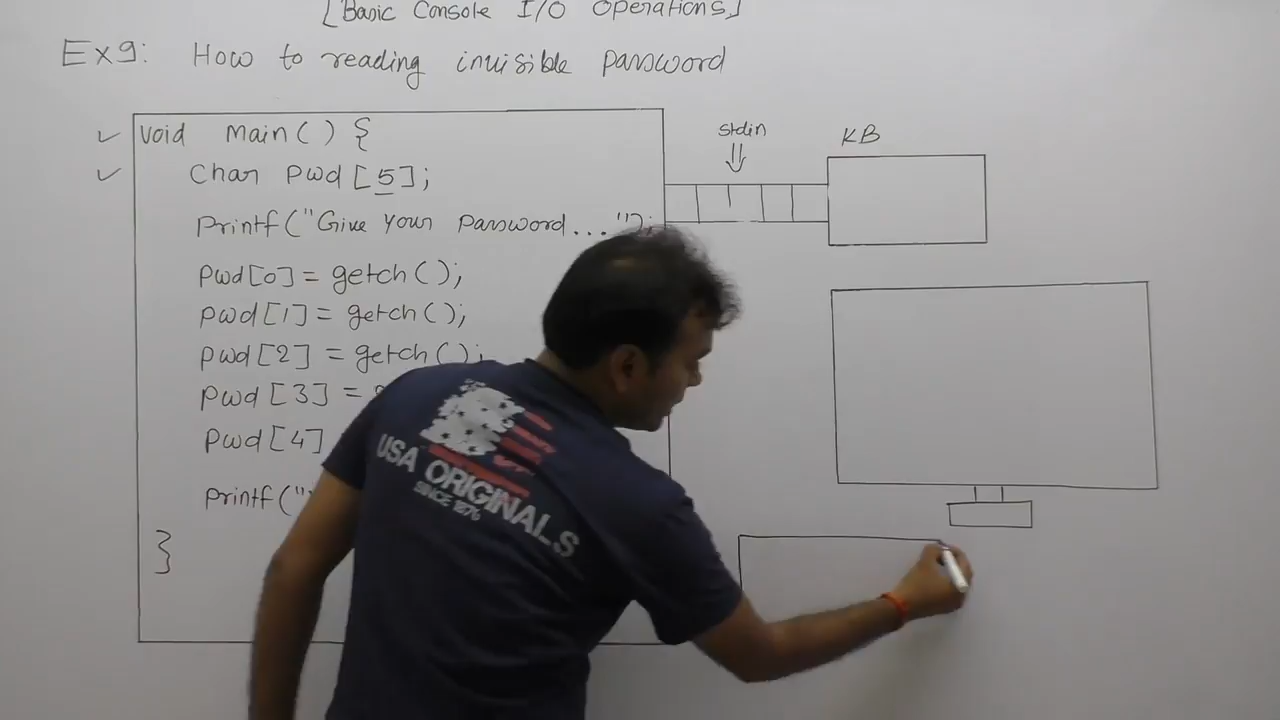 [Basic Console I/O Operations]
Ex9: How to reading invisible password
void main() {
char pwd[5];
printf("Give your password...");
pwd[0] = getch();
pwd[1] = getch();
pwd[2] = getch();
pwd[3] =
pwd[4]
printf("
}
stdin
KB
USA ORIGINALS
SINCE 1876